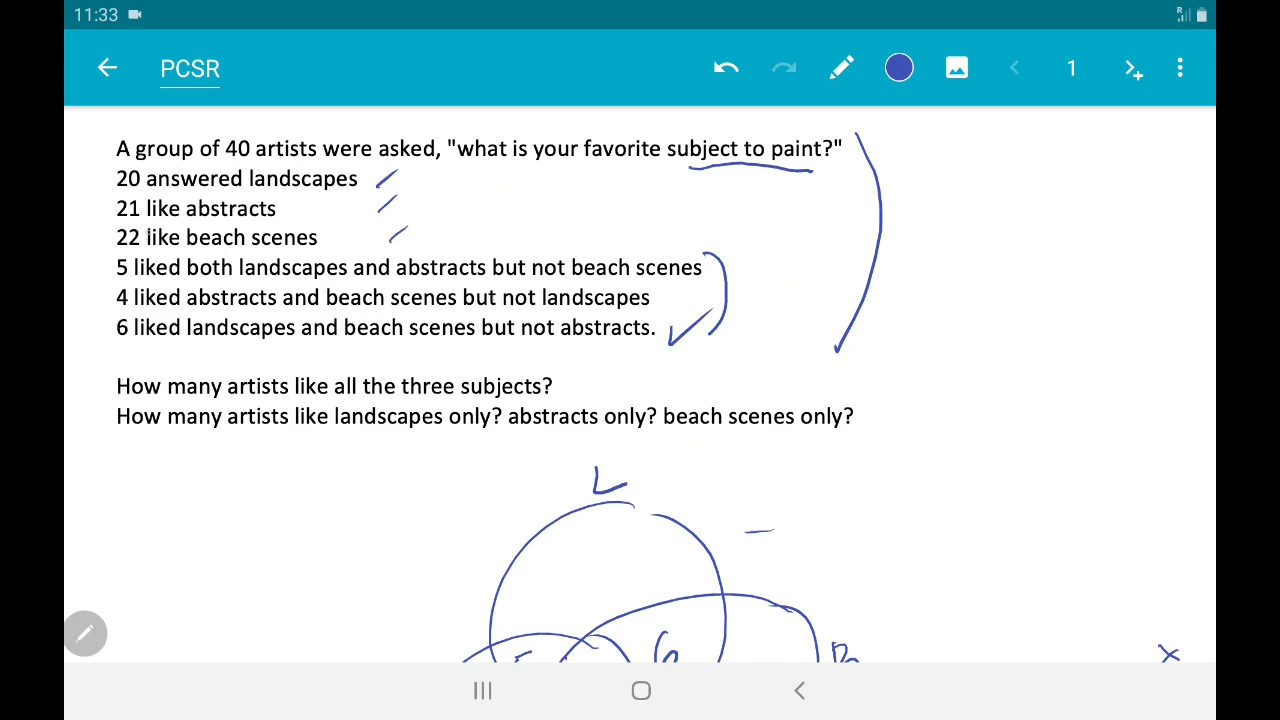 11:33
R
PCSR
1
A group of 40 artists were asked, "what is your favorite subject to paint?"
20 answered landscapes
21 like abstracts
22 like beach scenes
5 liked both landscapes and abstracts but not beach scenes
4 liked abstracts and beach scenes but not landscapes
6 liked landscapes and beach scenes but not abstracts.
How many artists like all the three subjects?
How many artists like landscapes only? abstracts only? beach scenes only?
L
6